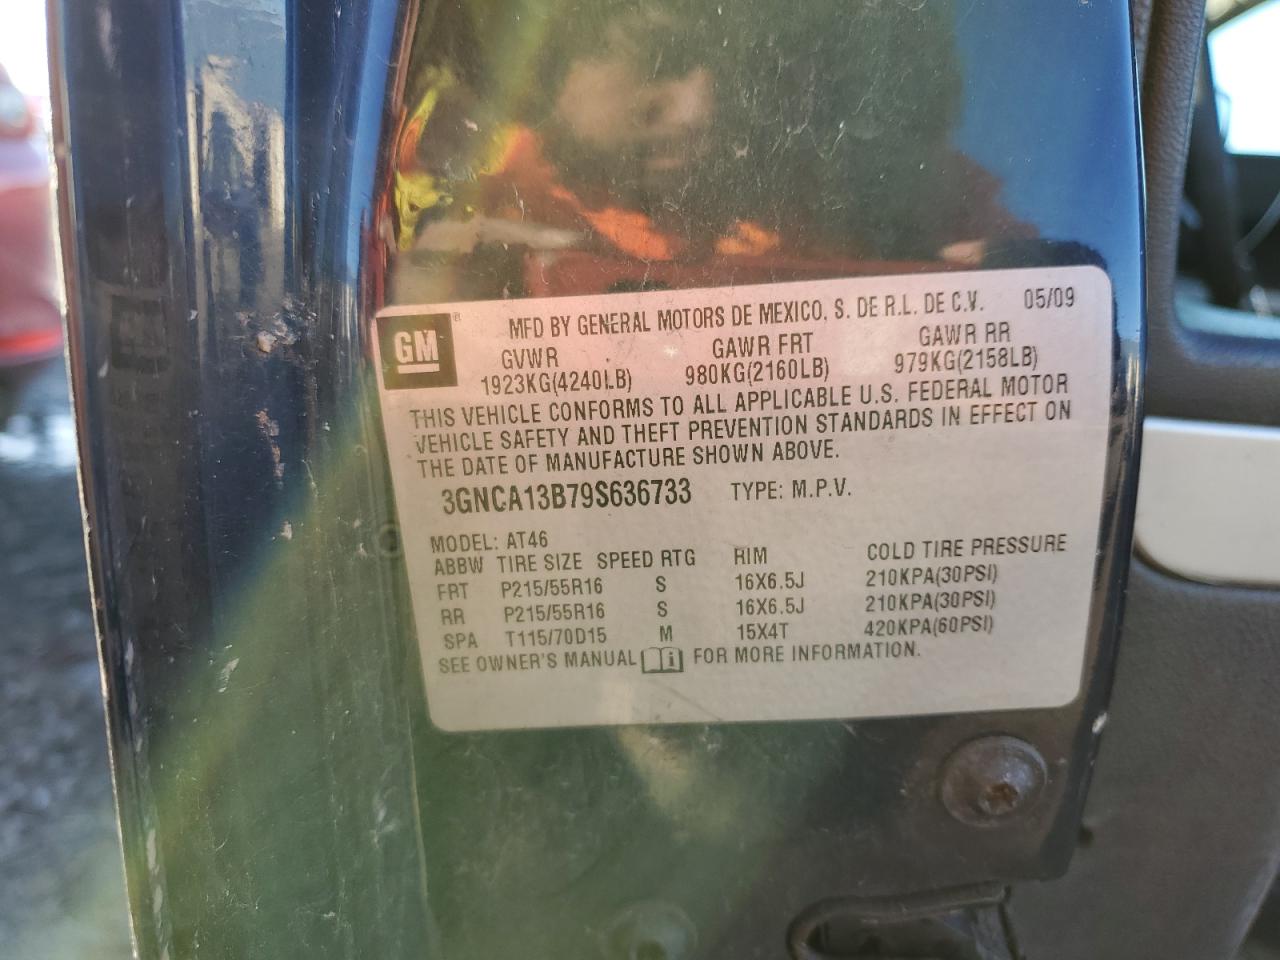 GM ®
MFD BY GENERAL MOTORS DE MEXICO, S. DE R.L. DE C.V. 05/09
GVWR GAWR FRT GAWR RR
1923KG(4240LB) 980KG(2160LB) 979KG(2158LB)
THIS VEHICLE CONFORMS TO ALL APPLICABLE U.S. FEDERAL MOTOR
VEHICLE SAFETY AND THEFT PREVENTION STANDARDS IN EFFECT ON
THE DATE OF MANUFACTURE SHOWN ABOVE.
3GNCA13B79S636733 TYPE: M.P.V.
MODEL: AT46
ABBW TIRE SIZE SPEED RTG RIM COLD TIRE PRESSURE
FRT P215/55R16 S 16X6.5J 210KPA(30PSI)
RR P215/55R16 S 16X6.5J 210KPA(30PSI)
SPA T115/70D15 M 15X4T 420KPA(60PSI)
SEE OWNER'S MANUAL i FOR MORE INFORMATION.